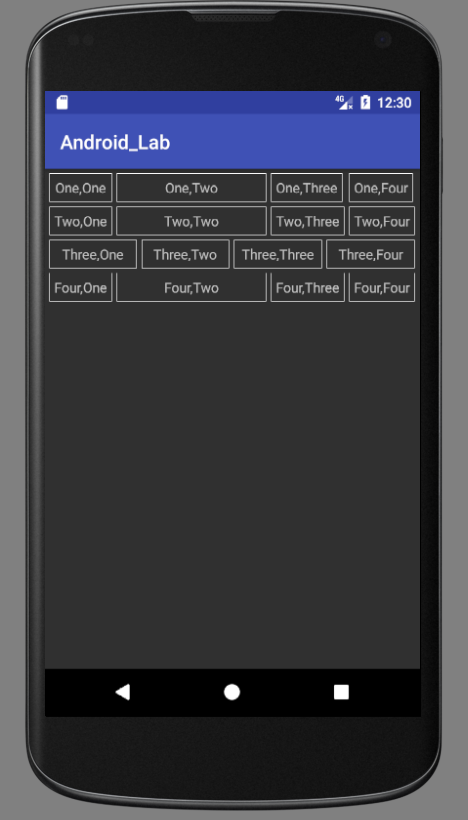 4G 12:30
Android_Lab
One,One One,Two One,Three One,Four
Two,One Two,Two Two,Three Two,Four
Three,One Three,Two Three,Three Three,Four
Four,One Four,Two Four,Three Four,Four